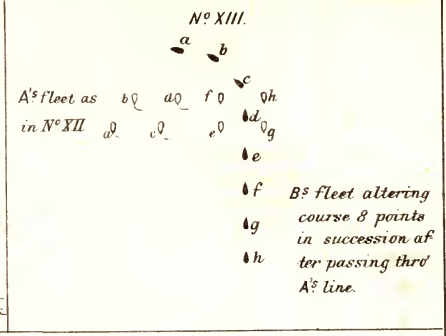 Nº XIII.
a
b
c
A's fleet as b d f h
in Nº XII a c e g
d
e
f
g
h
Bs fleet altering
course 8 points
in succession af
ter passing thro'
A's line.